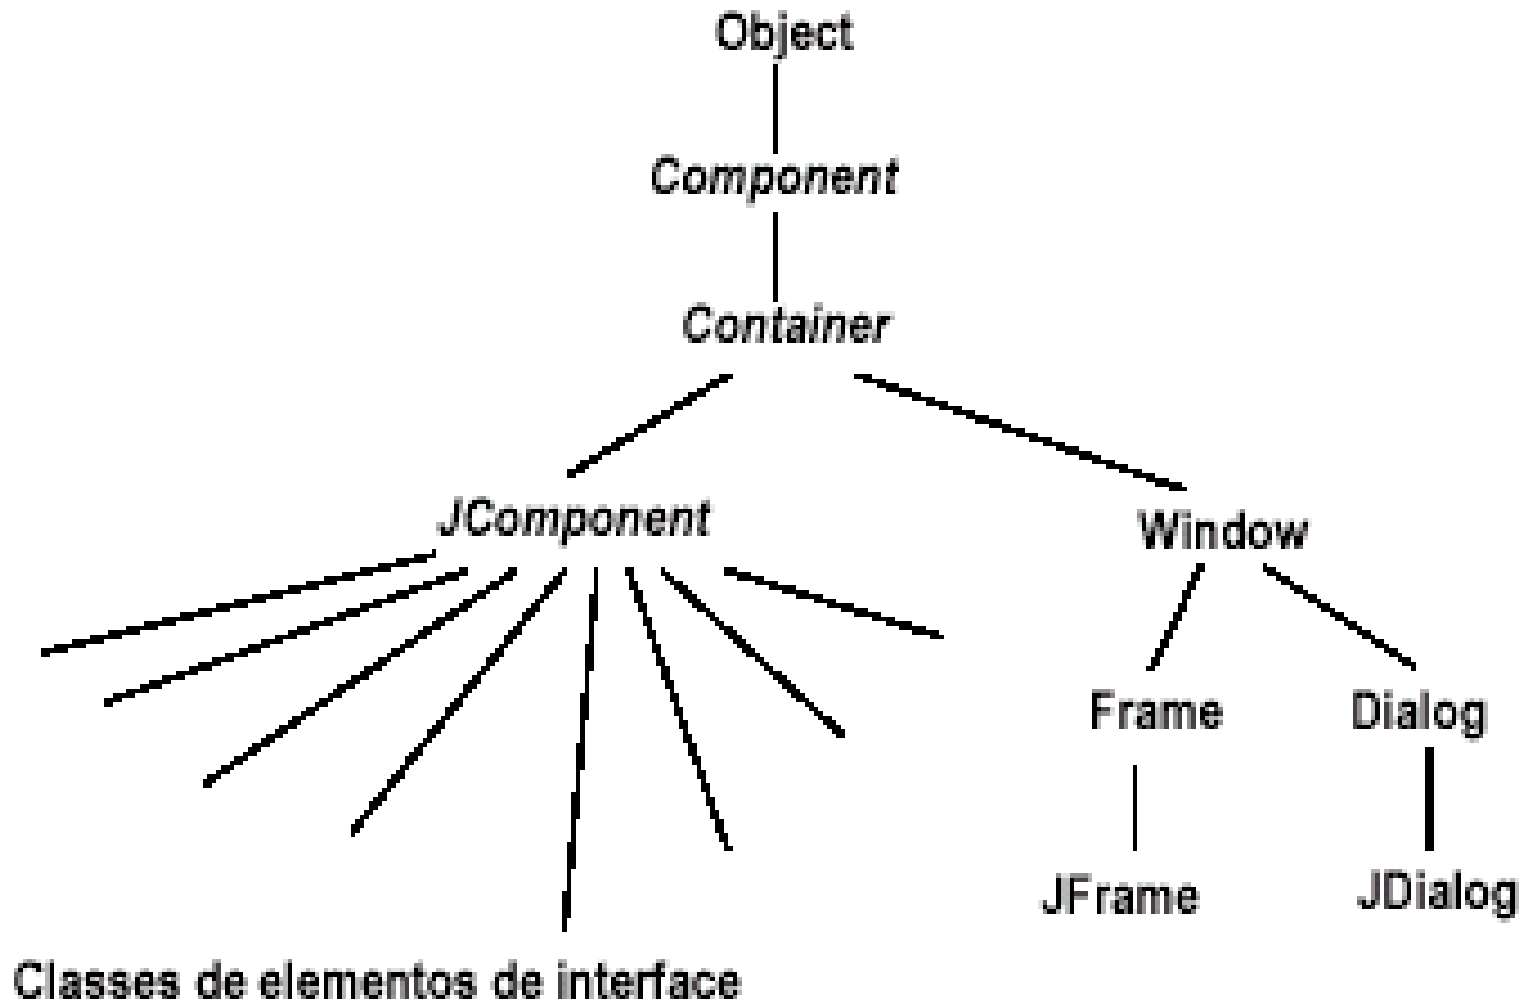 Object
Component
Container
JComponent
Window
Frame
Dialog
JFrame
JDialog
Classes de elementos de interface